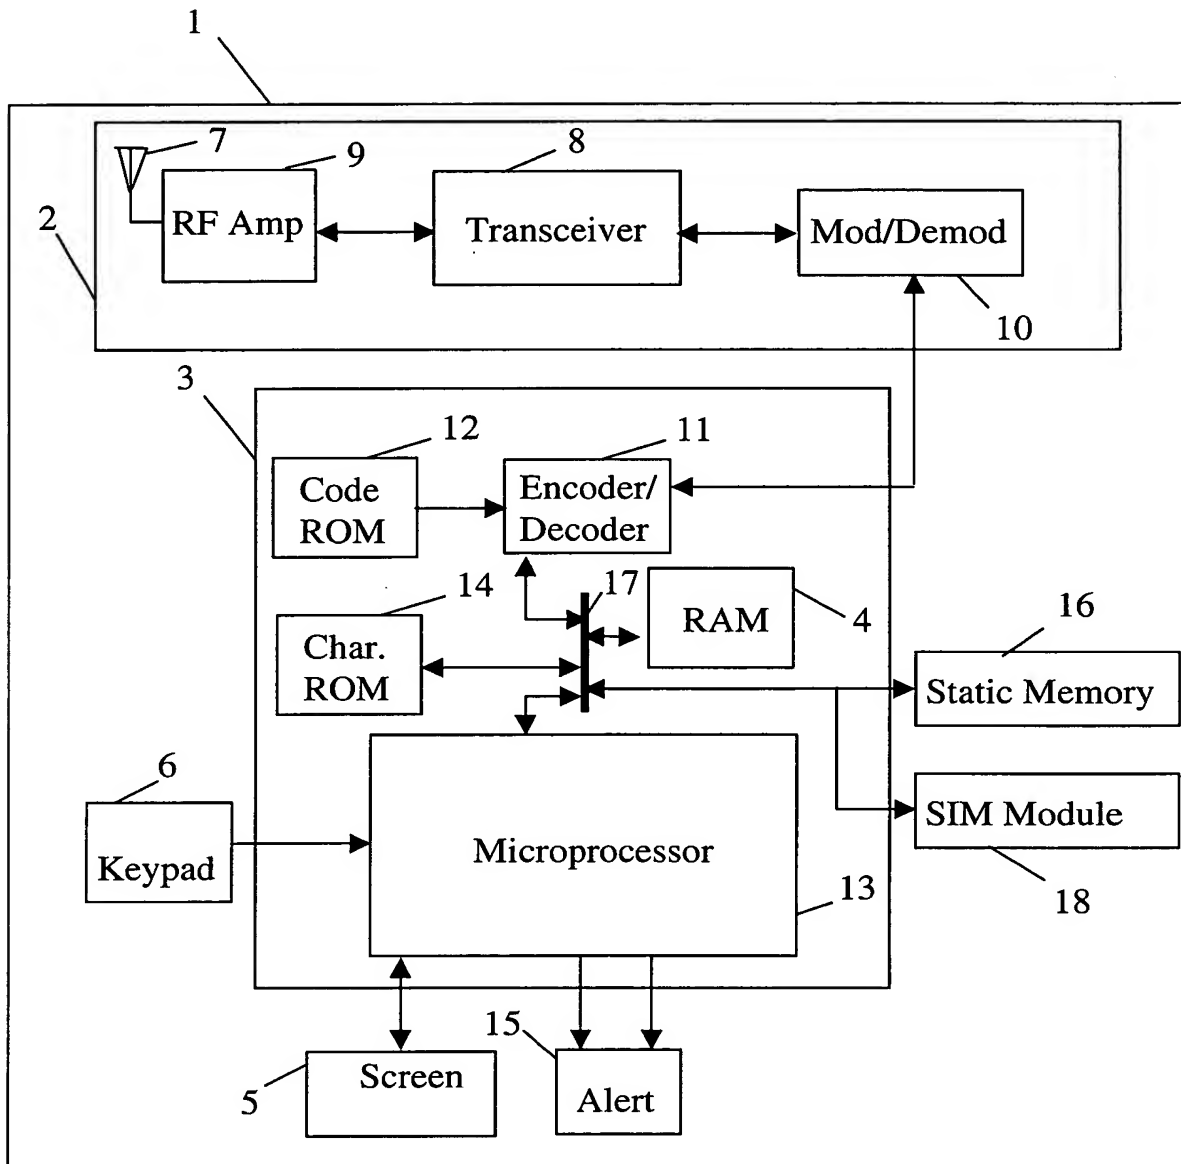 1
7
9
8
2
RF Amp
Transceiver
Mod/Demod
10
3
12
11
Code
ROM
Encoder/
Decoder
14
17
4
RAM
16
Char.
ROM
Static Memory
6
SIM Module
Keypad
Microprocessor
13
18
15
5
Screen
Alert